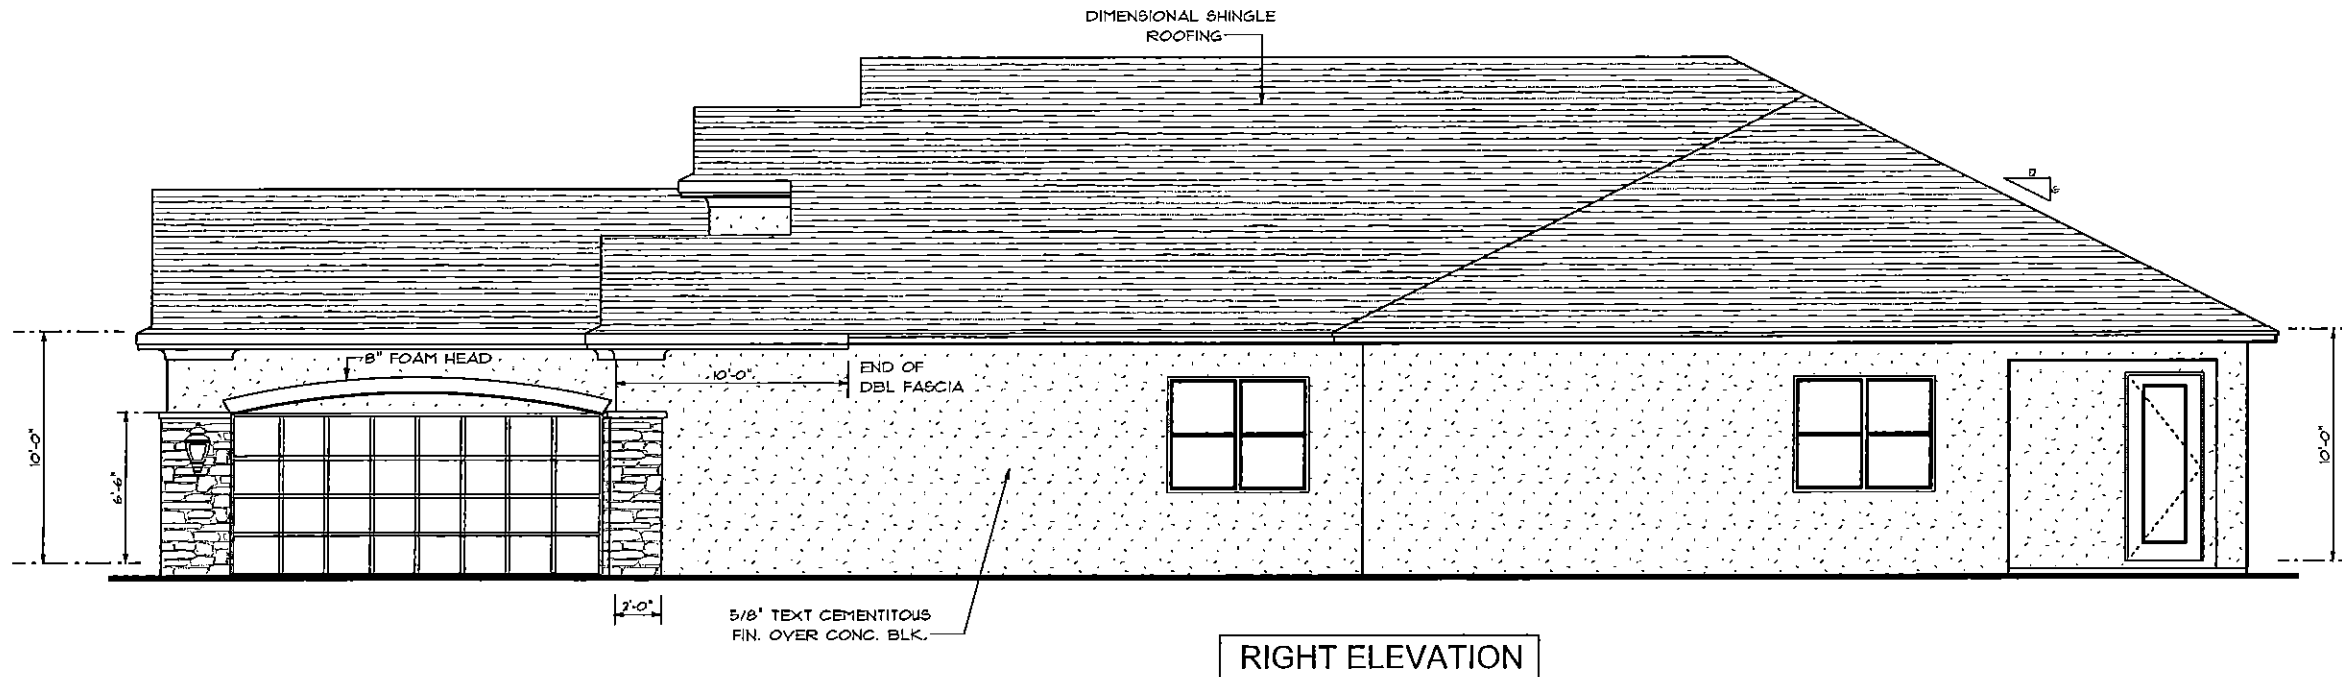 DIMENSIONAL SHINGLE
ROOFING
12
8" FOAM HEAD
10'-0"
END OF
DBL FASCIA
10'-0"
6'-6"
10'-0"
2'-0"
5/8" TEXT CEMENTITOUS
FIN. OVER CONC. BLK.
RIGHT ELEVATION